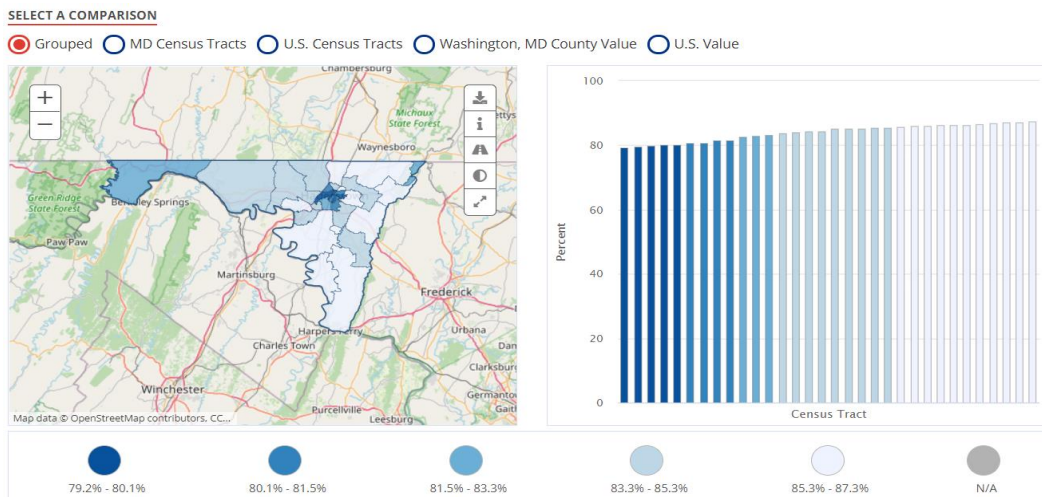 SELECT A COMPARISON
Grouped MD Census Tracts U.S. Census Tracts Washington, MD County Value U.S. Value
Chambersburg
+
−
i
Michaux
State Forest
Waynesboro
Green Ridge
State Forest
Berkeley Springs
Paw Paw
Martinsburg
Frederick
Harpers Ferry
Urbana
Charles Town
Clarksburg
Winchester
Purcellville
Leesburg
Map data © OpenStreetMap contributors, CC...
100
80
60
40
20
0
Percent
Census Tract
79.2% - 80.1% 80.1% - 81.5% 81.5% - 83.3% 83.3% - 85.3% 85.3% - 87.3% N/A